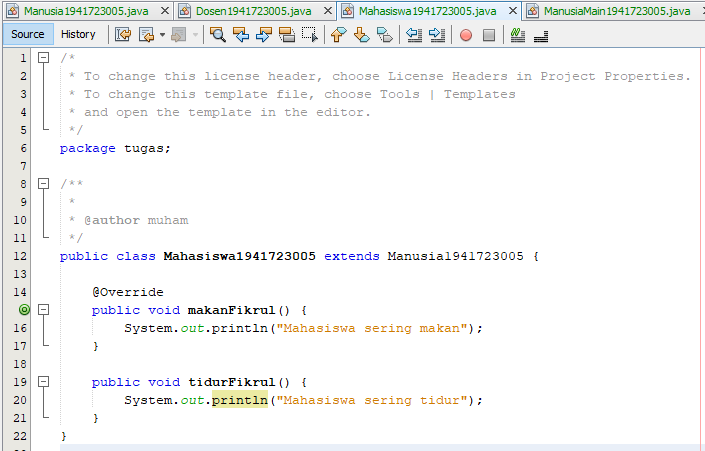 Manusia1941723005.java Dosen1941723005.java Mahasiswa1941723005.java ManusiaMain1941723005.java
Source History
1 /*
2 * To change this license header, choose License Headers in Project Properties.
3 * To change this template file, choose Tools | Templates
4 * and open the template in the editor.
5 */
6 package tugas;
7
8 /**
9 *
10 * @author muham
11 */
12 public class Mahasiswa1941723005 extends Manusia1941723005 {
13
14 @Override
public void makanFikrul() {
16 System.out.println("Mahasiswa sering makan");
17 }
18
19 public void tidurFikrul() {
20 System.out.println("Mahasiswa sering tidur");
21 }
22 }